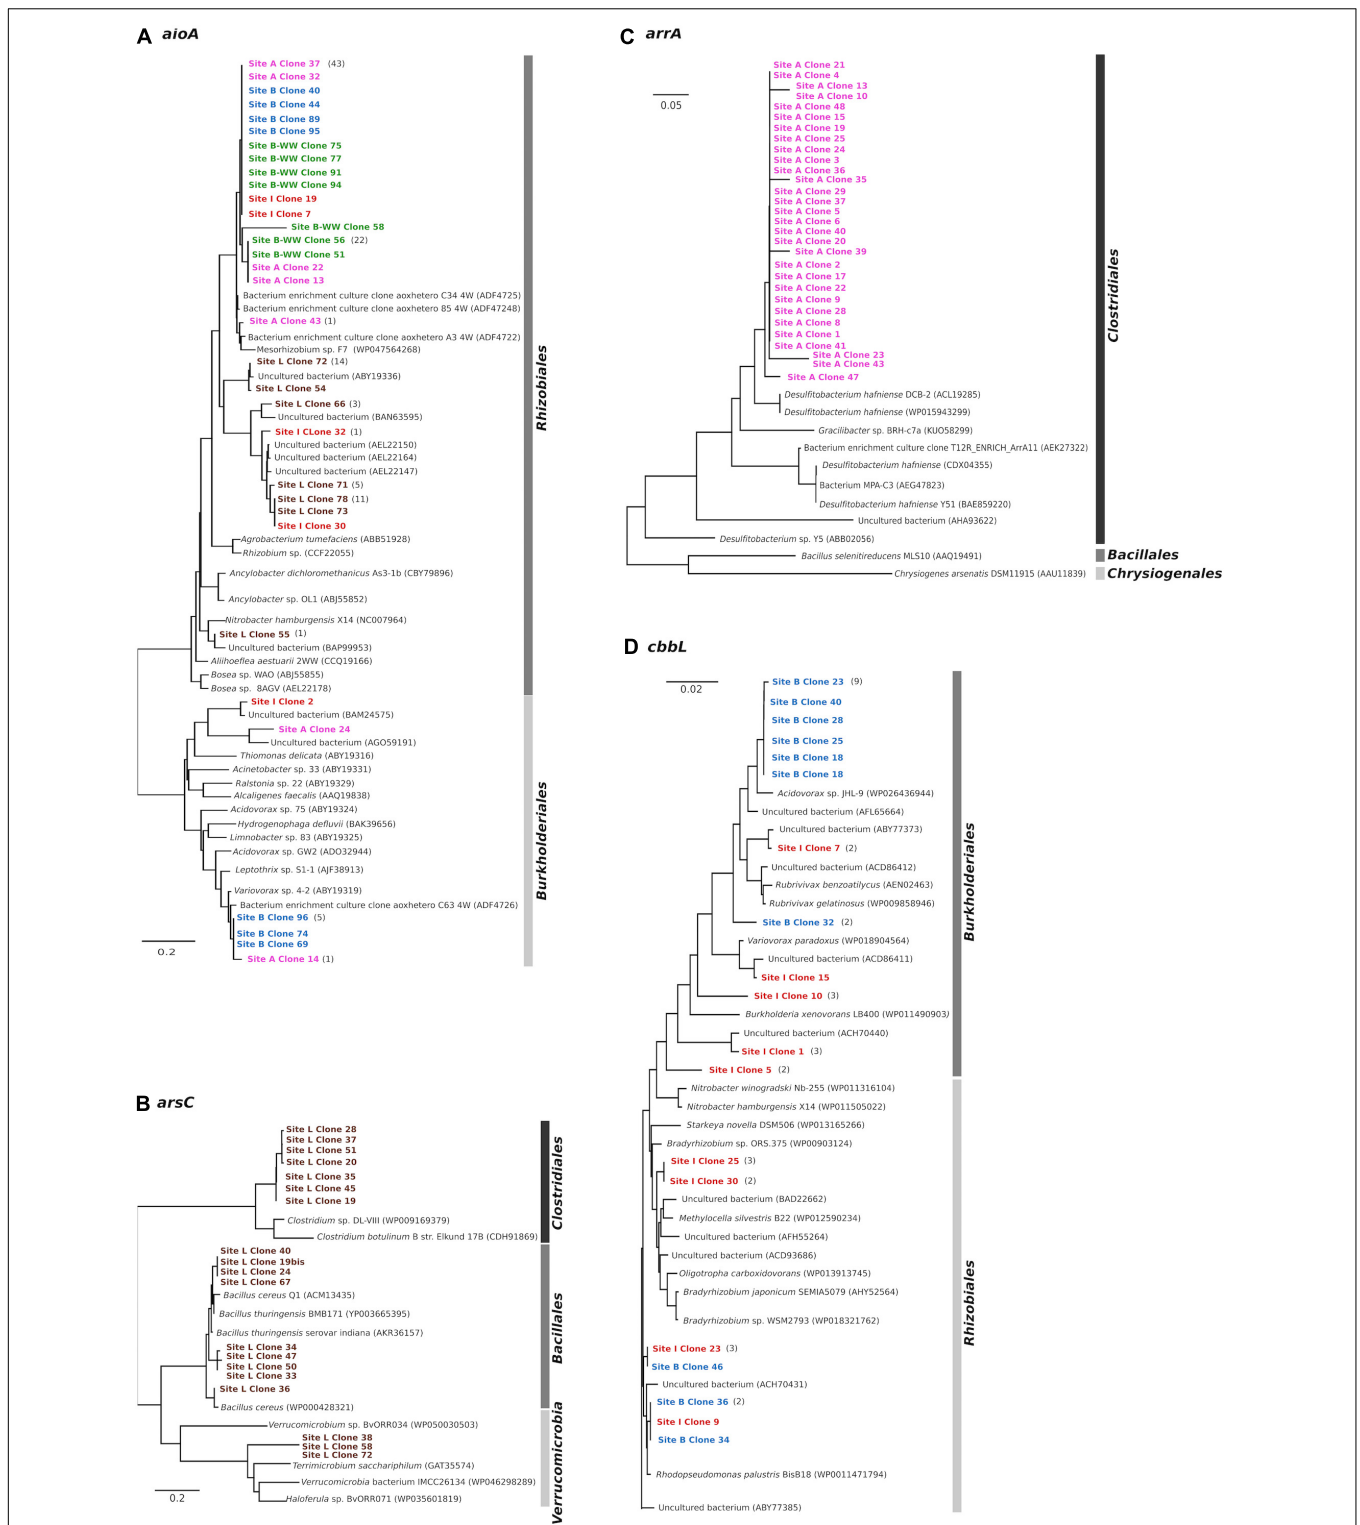 A aioA
Site A Clone 37 (43)
Site A Clone 32
Site B Clone 40
Site B Clone 44
Site B Clone 89
Site B Clone 95
Site B-WW Clone 75
Site B-WW Clone 77
Site B-WW Clone 91
Site B-WW Clone 94
Site I Clone 19
Site I Clone 7
Site B-WW Clone 58
Site B-WW Clone 56 (22)
Site B-WW Clone 51
Site A Clone 22
Site A Clone 13
Bacterium enrichment culture clone aoxhetero C34 4W (ADF4725)
Bacterium enrichment culture clone aoxhetero 85 4W (ADF47248)
Site A Clone 43 (1)
Bacterium enrichment culture clone aoxhetero A3 4W (ADF4722)
Mesorhizobium sp. F7 (WP047564268)
Site L Clone 72 (14)
Uncultured bacterium (ABY19336)
Site L Clone 54
Site L Clone 66 (3)
Uncultured bacterium (BAN63595)
Site I CLone 32 (1)
Uncultured bacterium (AEL22150)
Uncultured bacterium (AEL22164)
Uncultured bacterium (AEL22147)
Site L Clone 71 (5)
Site L Clone 78 (11)
Site L Clone 73
Site I Clone 30
Agrobacterium tumefaciens (ABB51928)
Rhizobium sp. (CCF22055)
Ancylobacter dichloromethanicus As3-1b (CBY79896)
Ancylobacter sp. OL1 (ABJ55852)
Nitrobacter hamburgensis X14 (NC007964)
Site L Clone 55 (1)
Uncultured bacterium (BAP99953)
Aliihoeflea aestuarii 2WW (CCQ19166)
Bosea sp. WAO (ABJ55855)
Bosea sp. 8AGV (AEL22178)
Rhizobiales
Site I Clone 2
Uncultured bacterium (BAM24575)
Site A Clone 24
Uncultured bacterium (AGO59191)
Thiomonas delicata (ABY19316)
Acinetobacter sp. 33 (ABY19331)
Ralstonia sp. 22 (ABY19329)
Alcaligenes faecalis (AAQ19838)
Acidovorax sp. 75 (ABY19324)
Hydrogenophaga defluvii (BAK39656)
Limnobacter sp. 83 (ABY19325)
Acidovorax sp. GW2 (ADO32944)
Leptothrix sp. S1-1 (AJF38913)
Variovorax sp. 4-2 (ABY19319)
Bacterium enrichment culture clone aoxhetero C63 4W (ADF4726)
Site B Clone 96 (5)
Site B Clone 74
Site B Clone 69
Site A Clone 14 (1)
Burkholderiales
0.2
B arsC
Site L Clone 28
Site L Clone 37
Site L Clone 51
Site L Clone 20
Site L Clone 35
Site L Clone 45
Site L Clone 19
Clostridium sp. DL-VIII (WP009169379)
Clostridium botulinum B str. Elkund 17B (CDH91869)
Clostridiales
Site L Clone 40
Site L Clone 19bis
Site L Clone 24
Site L Clone 67
Bacillus cereus Q1 (ACM13435)
Bacillus thuringensis BMB171 (YP003665395)
Bacillus thuringensis serovar indiana (AKR36157)
Site L Clone 34
Site L Clone 47
Site L Clone 50
Site L Clone 33
Site L Clone 36
Bacillus cereus (WP000428321)
Bacillales
Verrucomicrobium sp. BvORR034 (WP050030503)
Site L Clone 38
Site L Clone 58
Site L Clone 72
Terrimicrobium sacchariphilum (GAT35574)
Verrucomicrobia bacterium IMCC26134 (WP046298289)
Haloferula sp. BvORR071 (WP035601819)
Verrucomicrobia
0.2
C arrA
0.05
Site A Clone 21
Site A Clone 4
Site A Clone 13
Site A Clone 10
Site A Clone 48
Site A Clone 15
Site A Clone 19
Site A Clone 25
Site A Clone 24
Site A Clone 3
Site A Clone 36
Site A Clone 35
Site A Clone 29
Site A Clone 37
Site A Clone 5
Site A Clone 6
Site A Clone 40
Site A Clone 20
Site A Clone 39
Site A Clone 2
Site A Clone 17
Site A Clone 22
Site A Clone 9
Site A Clone 28
Site A Clone 8
Site A Clone 1
Site A Clone 41
Site A Clone 23
Site A Clone 43
Site A Clone 47
Desulfitobacterium hafniense DCB-2 (ACL19285)
Desulfitobacterium hafniense (WP015943299)
Gracilibacter sp. BRH-c7a (KUO58299)
Bacterium enrichment culture clone T12R_ENRICH_ArrA11 (AEK27322)
Desulfitobacterium hafniense (CDX04355)
Bacterium MPA-C3 (AEG47823)
Desulfitobacterium hafniense Y51 (BAE859220)
Uncultured bacterium (AHA93622)
Desulfitobacterium sp. Y5 (ABB02056)
Clostridiales
Bacillus selenitireducens MLS10 (AAQ19491)
Bacillales
Chrysiogenes arsenatis DSM11915 (AAU11839)
Chrysiogenales
D cbbL
0.02
Site B Clone 23 (9)
Site B Clone 40
Site B Clone 28
Site B Clone 25
Site B Clone 18
Site B Clone 18
Acidovorax sp. JHL-9 (WP026436944)
Uncultured bacterium (AFL65664)
Uncultured bacterium (ABY77373)
Site I Clone 7 (2)
Uncultured bacterium (ACD86412)
Rubrivivax benzoatilycus (AEN02463)
Rubrivivax gelatinosus (WP009858946)
Site B Clone 32 (2)
Variovorax paradoxus (WP018904564)
Uncultured bacterium (ACD86411)
Site I Clone 15
Site I Clone 10 (3)
Burkholderia xenovorans LB400 (WP011490903)
Uncultured bacterium (ACH70440)
Site I Clone 1 (3)
Site I Clone 5 (2)
Burkholderiales
Nitrobacter winogradski Nb-255 (WP011316104)
Nitrobacter hamburgensis X14 (WP011505022)
Starkeya novella DSM506 (WP013165266)
Bradyrhizobium sp. ORS.375 (WP00903124)
Site I Clone 25 (3)
Site I Clone 30 (2)
Uncultured bacterium (BAD22662)
Methylocella silvestris B22 (WP012590234)
Uncultured bacterium (AFH55264)
Uncultured bacterium (ACD93686)
Oligotropha carboxidovorans (WP013913745)
Bradyrhizobium japonicum SEMIA5079 (AHY52564)
Bradyrhizobium sp. WSM2793 (WP018321762)
Site I Clone 23 (3)
Site B Clone 46
Uncultured bacterium (ACH70431)
Site B Clone 36 (2)
Site I Clone 9
Site B Clone 34
Rhodopseudomonas palustris BisB18 (WP0011471794)
Uncultured bacterium (ABY77385)
Rhizobiales